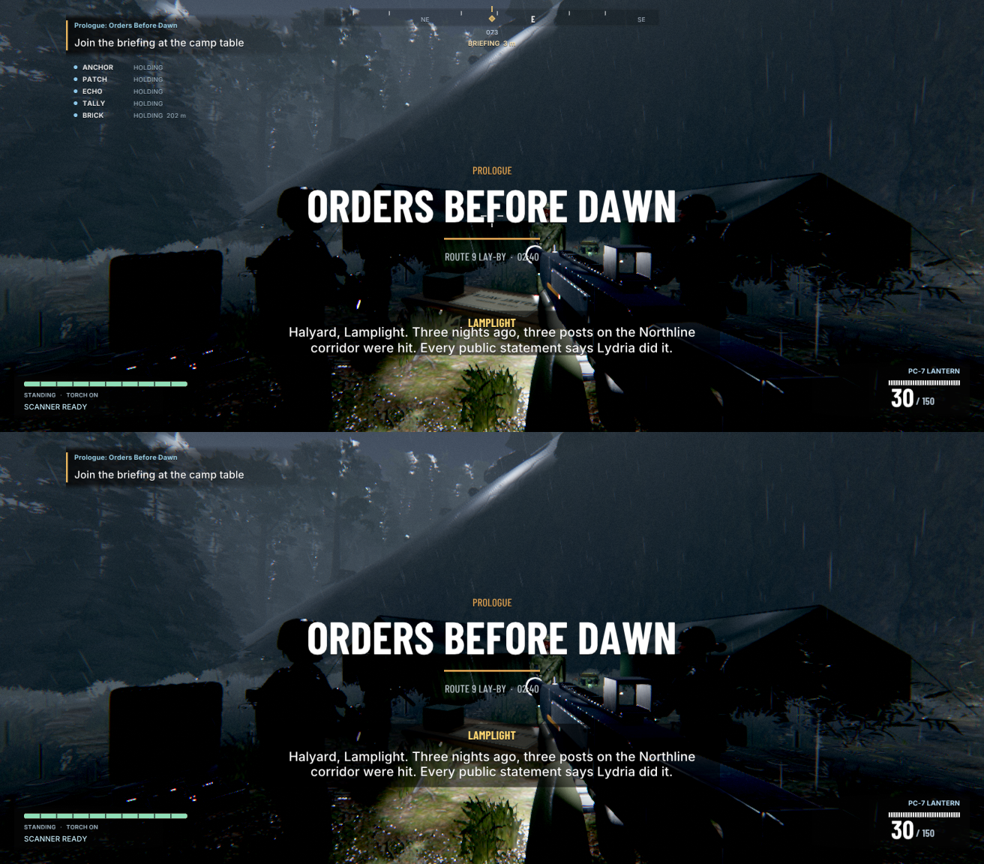 Prologue: Orders Before Dawn
Join the briefing at the camp table
NE E SE
073
BRIEFING
ANCHOR HOLDING
PATCH HOLDING
ECHO HOLDING
TALLY HOLDING
BRICK HOLDING 202 m
PROLOGUE
ORDERS BEFORE DAWN
ROUTE 9 LAY-BY · 02:40
LAMPLIGHT
Halyard, Lamplight. Three nights ago, three posts on the Northline
corridor were hit. Every public statement says Lydria did it.
STANDING · TORCH ON
SCANNER READY
PC-7 LANTERN
30 / 150
Prologue: Orders Before Dawn
Join the briefing at the camp table
PROLOGUE
ORDERS BEFORE DAWN
ROUTE 9 LAY-BY · 02:40
LAMPLIGHT
Halyard, Lamplight. Three nights ago, three posts on the Northline
corridor were hit. Every public statement says Lydria did it.
STANDING · TORCH ON
SCANNER READY
PC-7 LANTERN
30 / 150